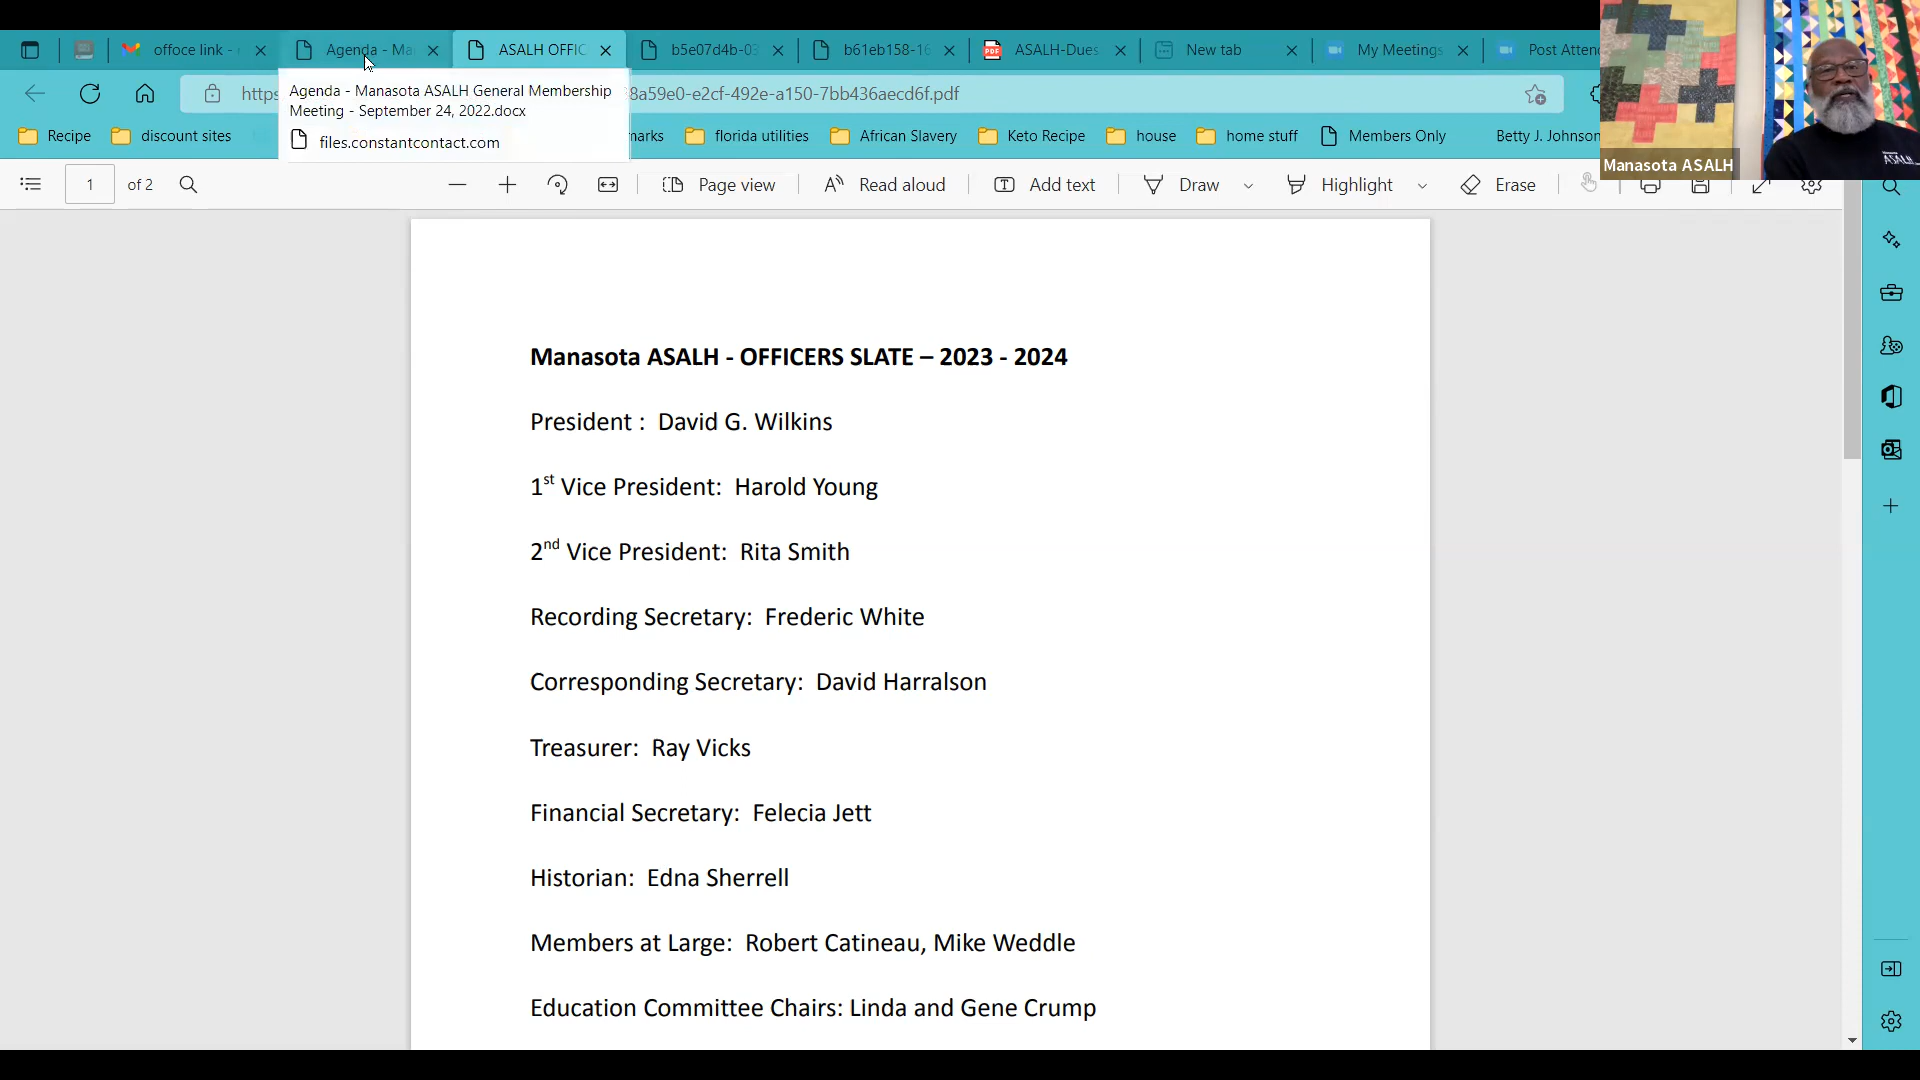 offoce link -
Agenda - Ma
ASALH OFFIC
b5e07d4b-03
b61eb158-16
ASALH-Dues
New tab
My Meetings
Post Attend
https
8a59e0-e2cf-492e-a150-7bb436aecd6f.pdf
Agenda - Manasota ASALH General Membership
Meeting - September 24, 2022.docx
files.constantcontact.com
Recipe
discount sites
marks
florida utilities
African Slavery
Keto Recipe
house
home stuff
Members Only
Betty J. Johnson
Manasota ASALH
ASALH
1 of 2
Page view
Read aloud
Add text
Draw
Highlight
Erase
Manasota ASALH - OFFICERS SLATE – 2023 - 2024
President : David G. Wilkins
1st Vice President: Harold Young
2nd Vice President: Rita Smith
Recording Secretary: Frederic White
Corresponding Secretary: David Harralson
Treasurer: Ray Vicks
Financial Secretary: Felecia Jett
Historian: Edna Sherrell
Members at Large: Robert Catineau, Mike Weddle
Education Committee Chairs: Linda and Gene Crump